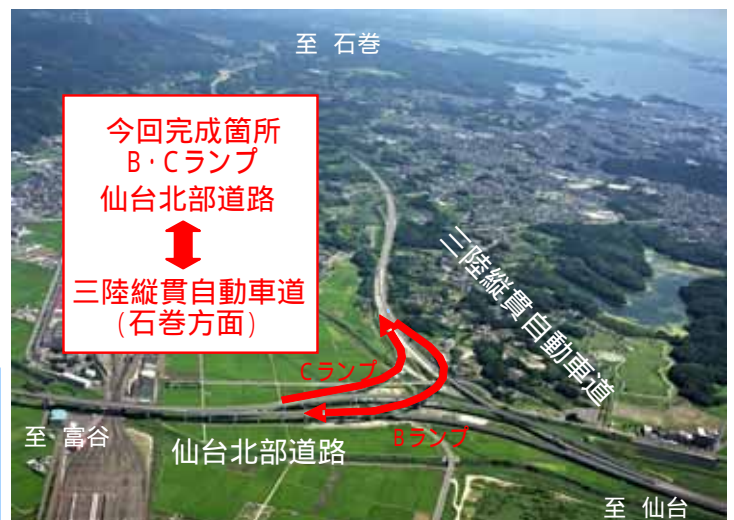 至 石巻
今回完成箇所
B・Cランプ
仙台北部道路
三陸縦貫自動車道
(石巻方面)
三陸縦貫自動車道
Cランプ
Bランプ
至 富谷
仙台北部道路
至 仙台